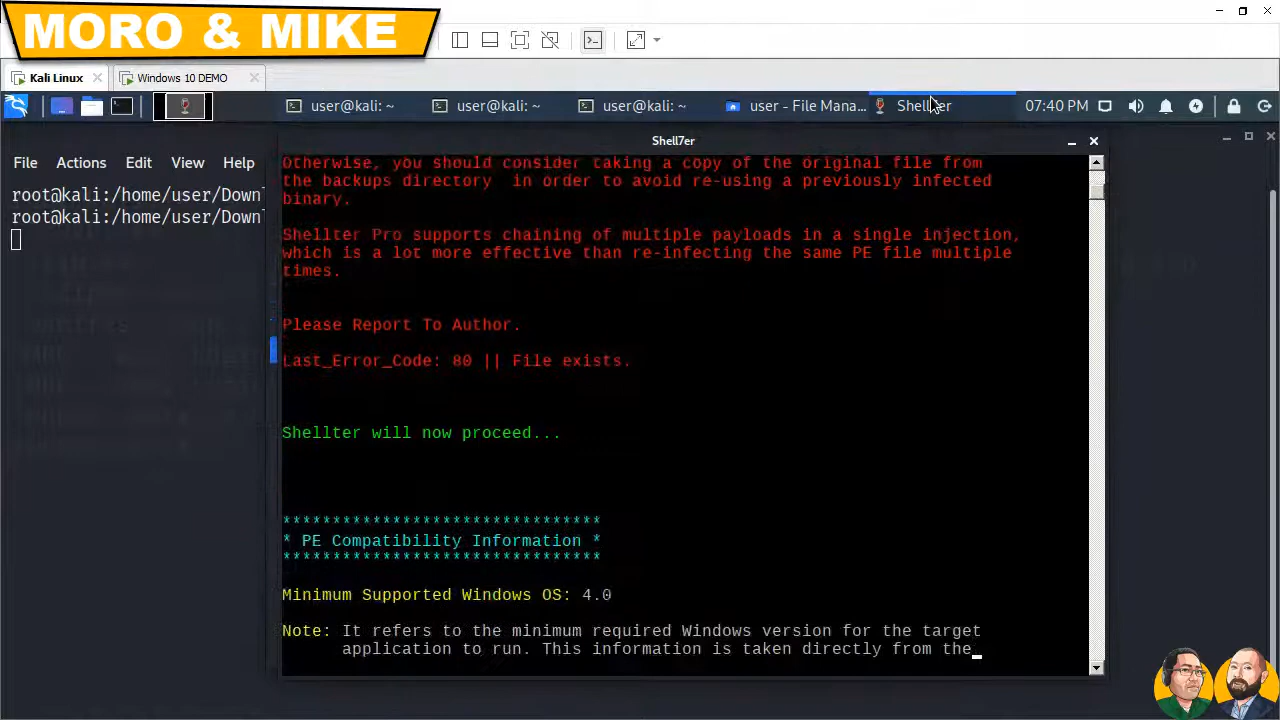 MORO & MIKE
Kali Linux
Windows 10 DEMO
user@kali: ~
user@kali: ~
user@kali: ~
user - File Mana...
07:40 PM
Shell7er
File Actions Edit View Help
root@kali:/home/user/Down
root@kali:/home/user/Down
Otherwise, you should consider taking a copy of the original file from
the backups directory in order to avoid re-using a previously infected
binary.
Shellter Pro supports chaining of multiple payloads in a single injection,
which is a lot more effective than re-infecting the same PE file multiple
times.
Please Report To Author.
Last_Error_Code: 80 || File exists.
Shellter will now proceed...
*********************************
* PE Compatibility Information *
*********************************
Minimum Supported Windows OS: 4.0
Note: It refers to the minimum required Windows version for the target
application to run. This information is taken directly from the